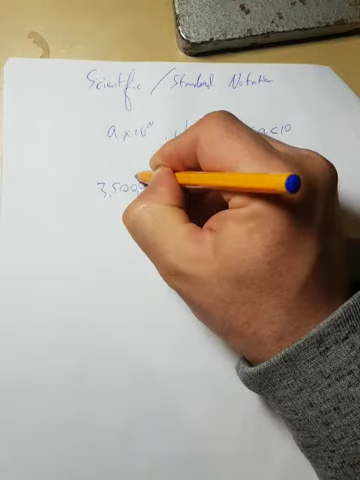 Scientific / Standard Notation
a x 10ⁿ
a < 10
3,500